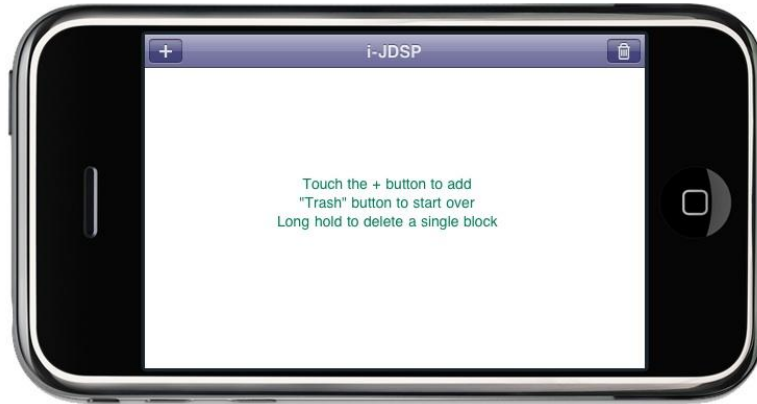 i-JDSP
Touch the + button to add
"Trash" button to start over
Long hold to delete a single block